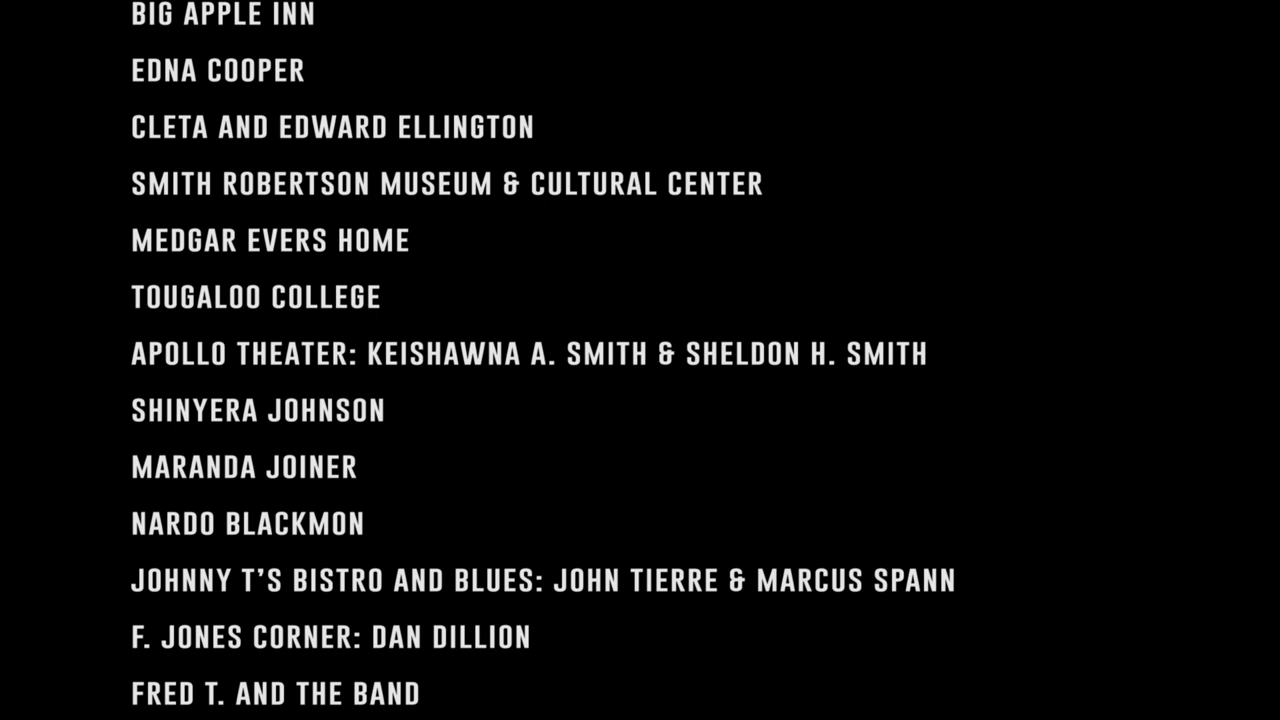 BIG APPLE INN
EDNA COOPER
CLETA AND EDWARD ELLINGTON
SMITH ROBERTSON MUSEUM & CULTURAL CENTER
MEDGAR EVERS HOME
TOUGALOO COLLEGE
APOLLO THEATER: KEISHAWNA A. SMITH & SHELDON H. SMITH
SHINYERA JOHNSON
MARANDA JOINER
NARDO BLACKMON
JOHNNY T’S BISTRO AND BLUES: JOHN TIERRE & MARCUS SPANN
F. JONES CORNER: DAN DILLION
FRED T. AND THE BAND